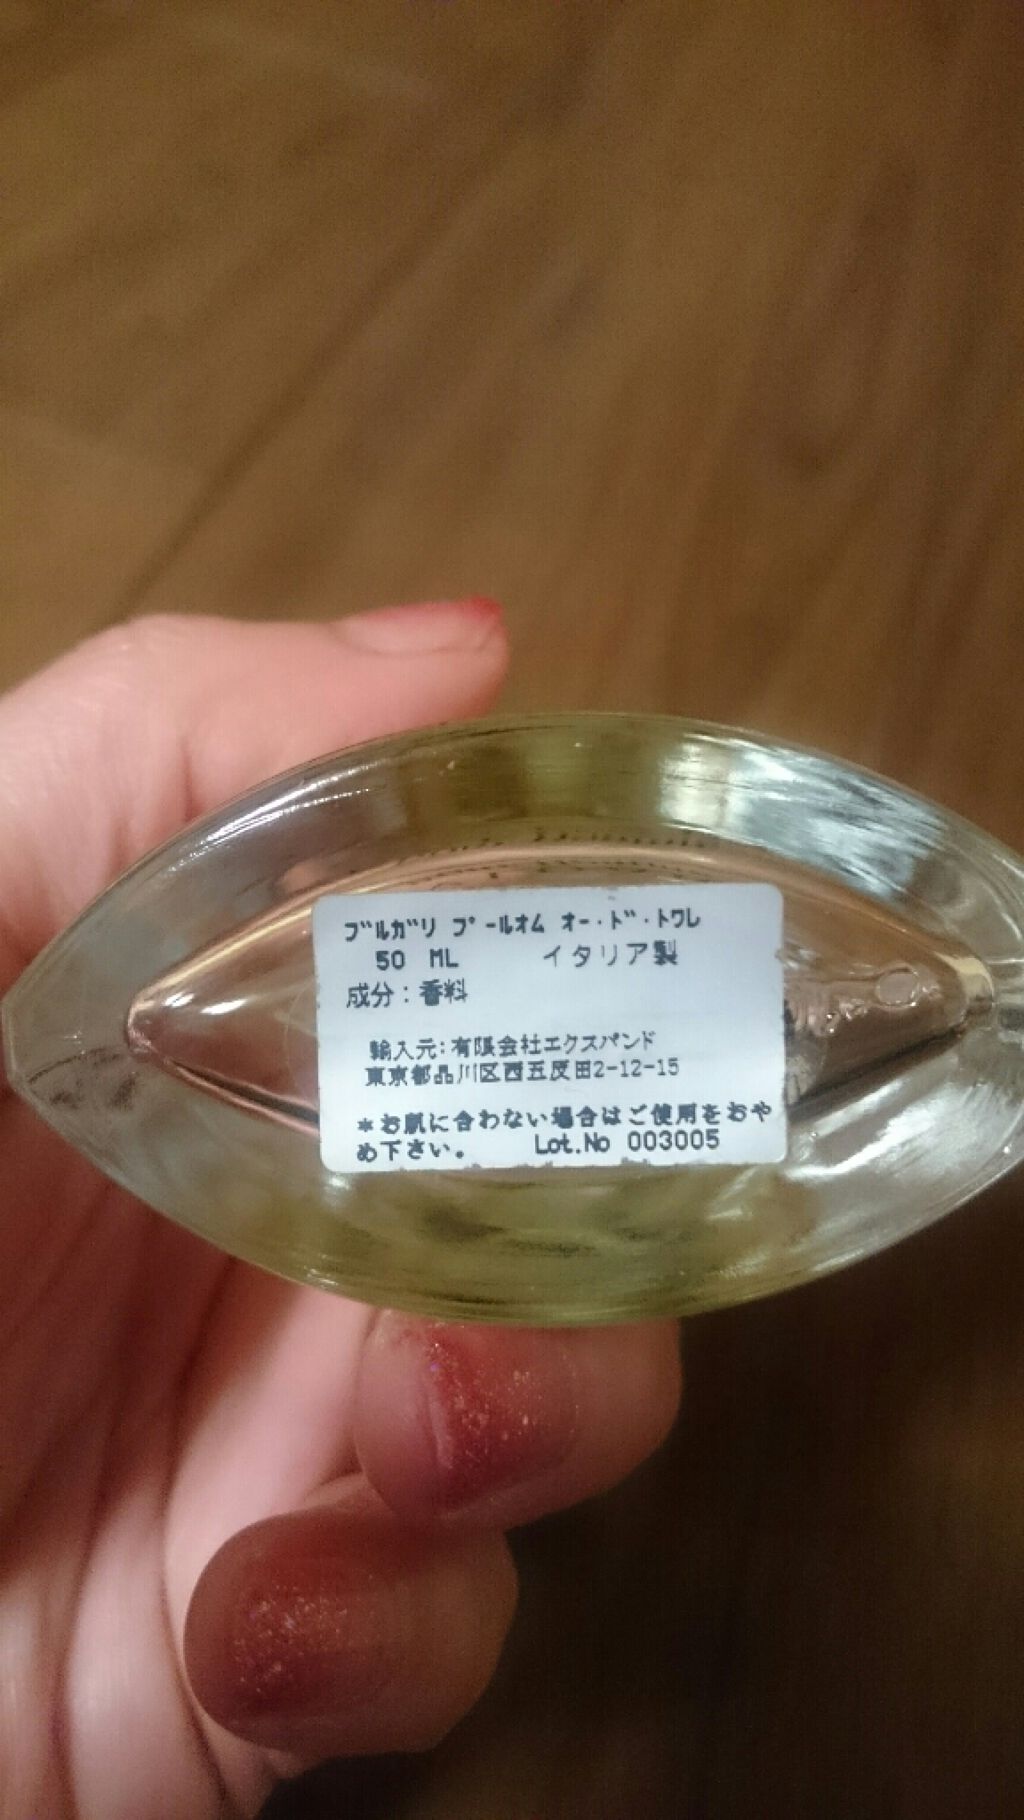 ﾌﾞﾙｶﾞﾘ ﾌﾟｰﾙｵﾑ ｵｰ･ﾄﾞ･ﾄﾜﾚ
50 ML イタリア製
成分：香料
輸入元:有限会社エクスパンド
東京都品川区西五反田2-12-15
*お肌に合わない場合はご使用をおや
め下さい。 Lot.No 003005